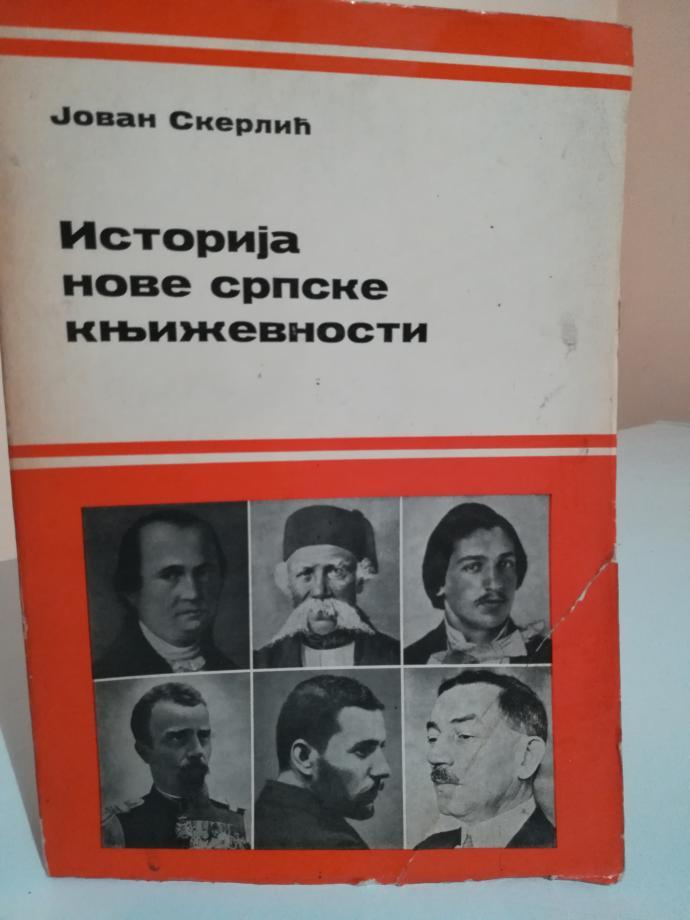 Јован Скерлић
Историја
нове српске
књижевности